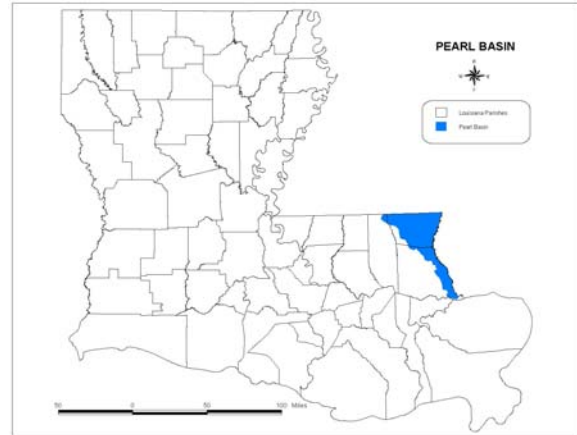 PEARL BASIN
N
W E
S
Louisiana Parishes
Pearl Basin
50 0 50 100 Miles